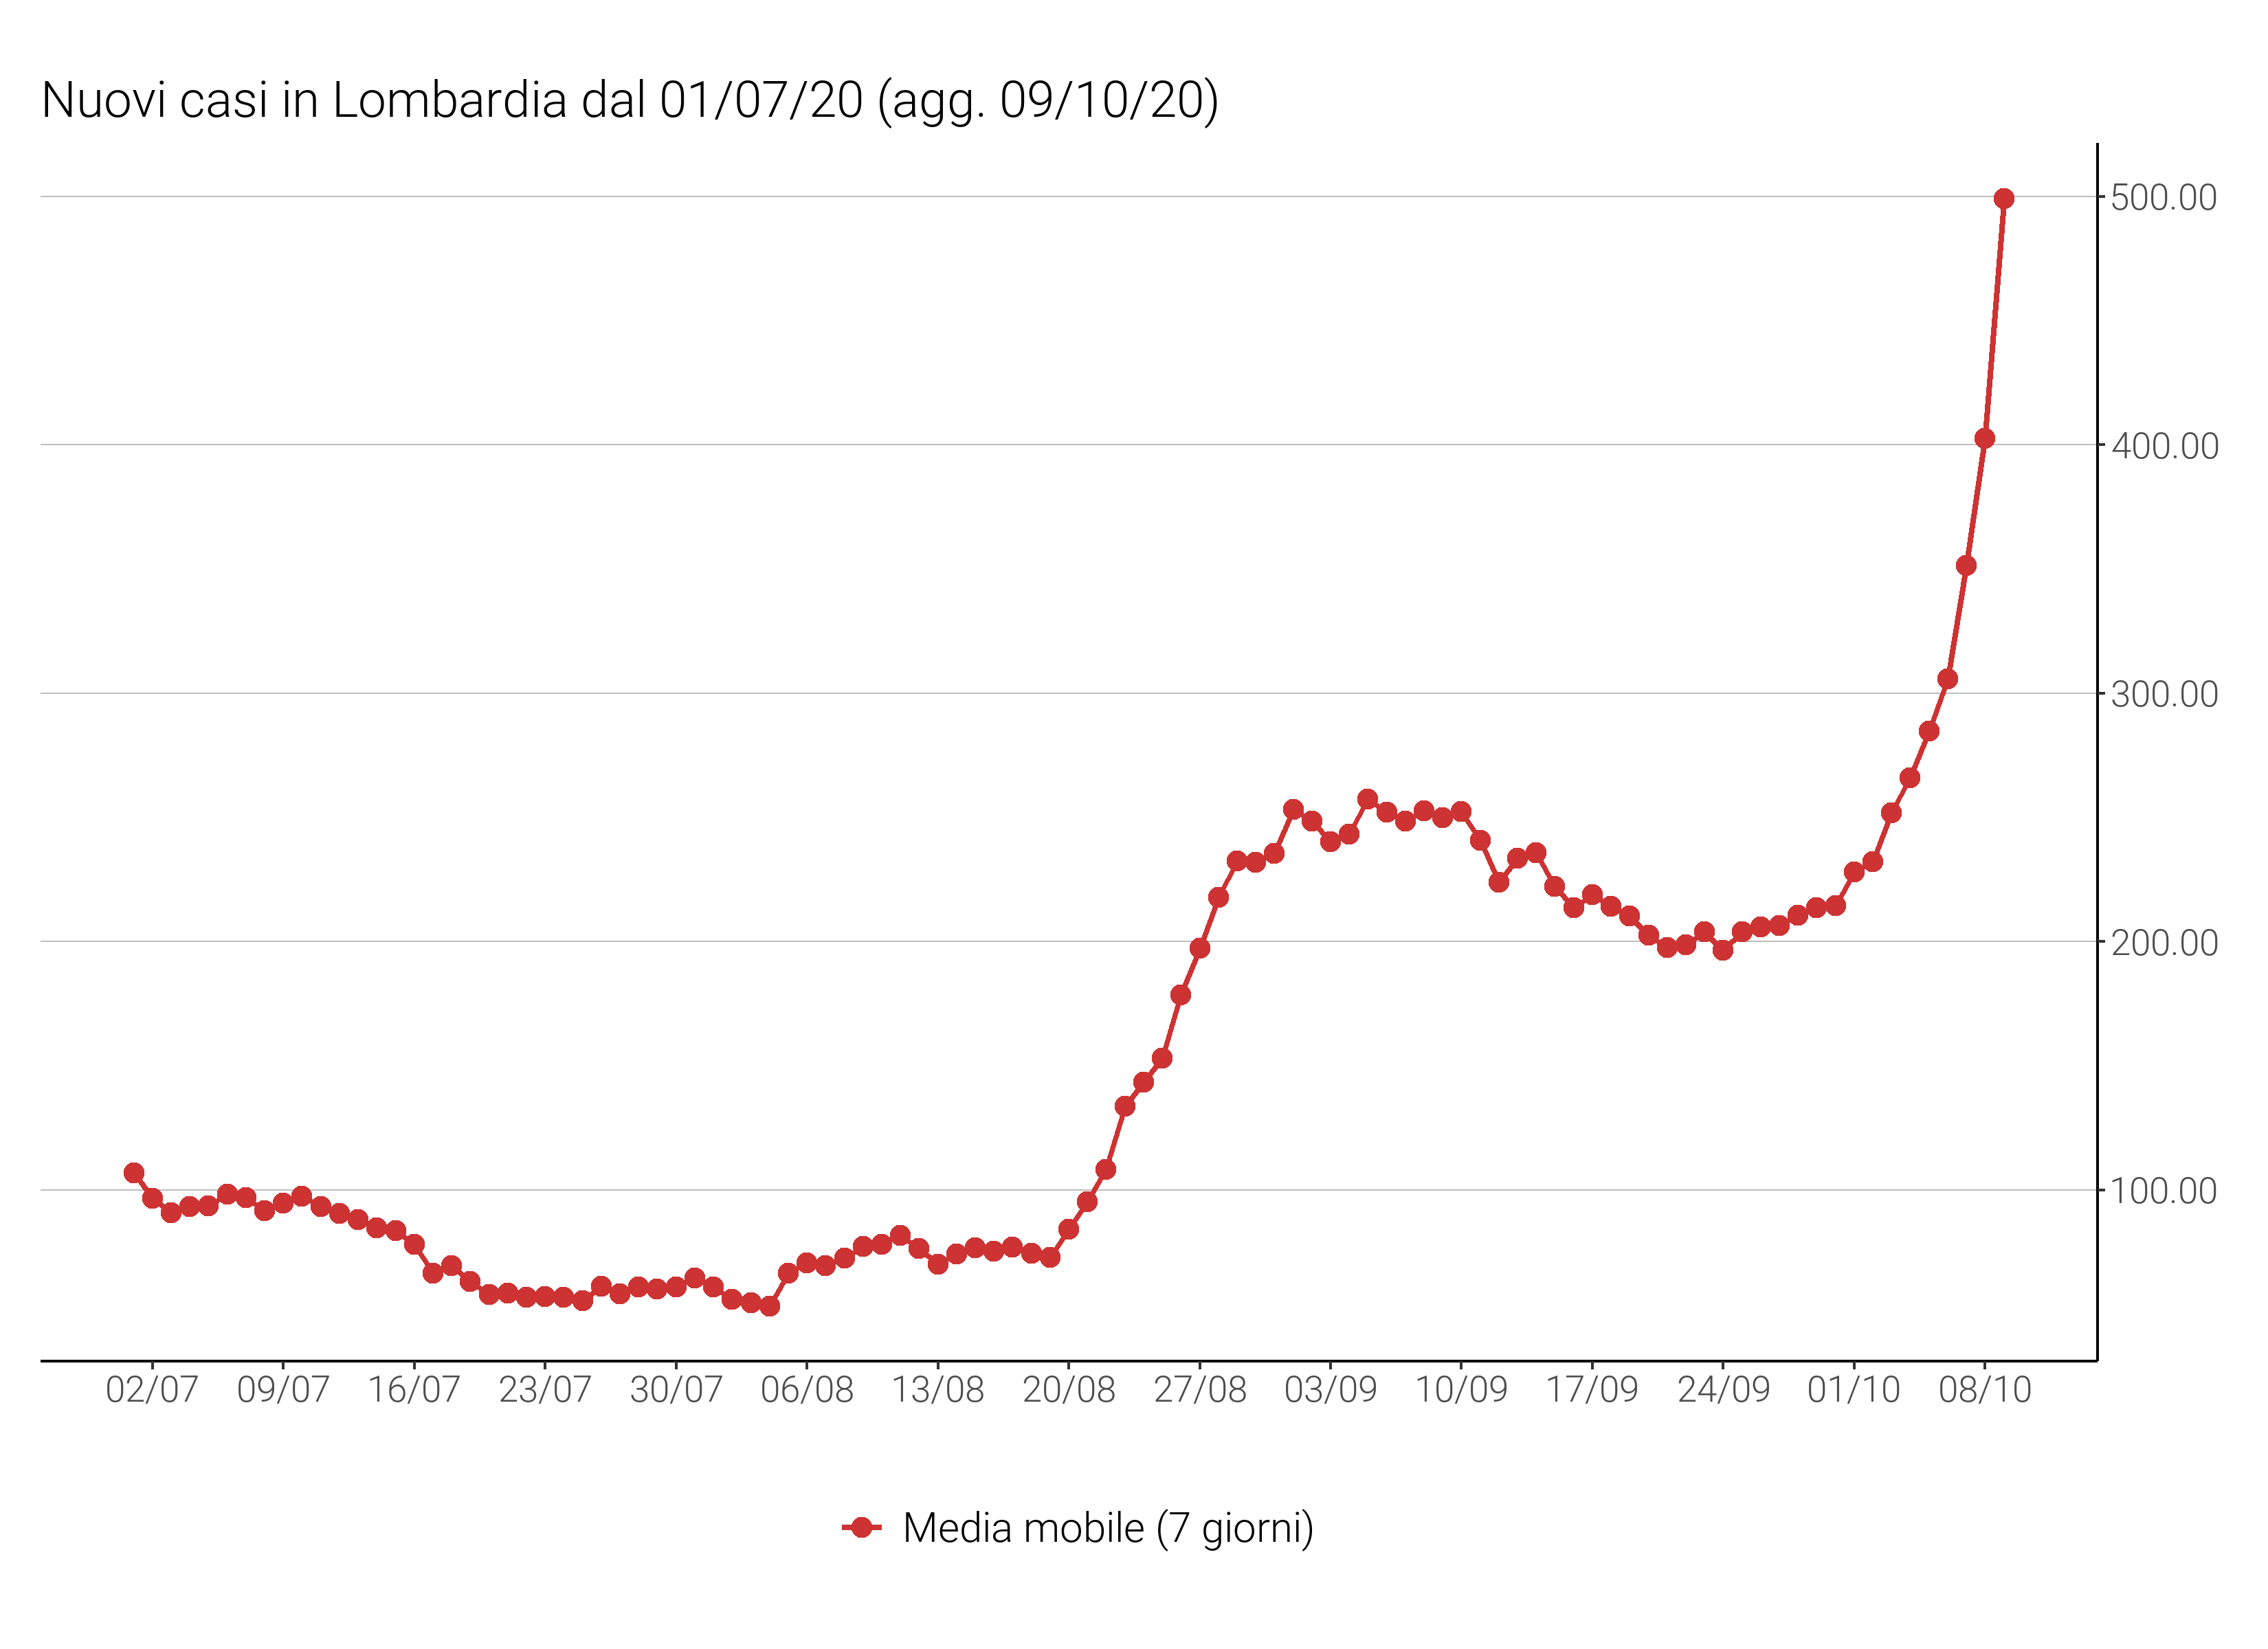 Nuovi casi in Lombardia dal 01/07/20 (agg. 09/10/20)
500.00
400.00
300.00
200.00
100.00
02/07 09/07 16/07 23/07 30/07 06/08 13/08 20/08 27/08 03/09 10/09 17/09 24/09 01/10 08/10
Media mobile (7 giorni)